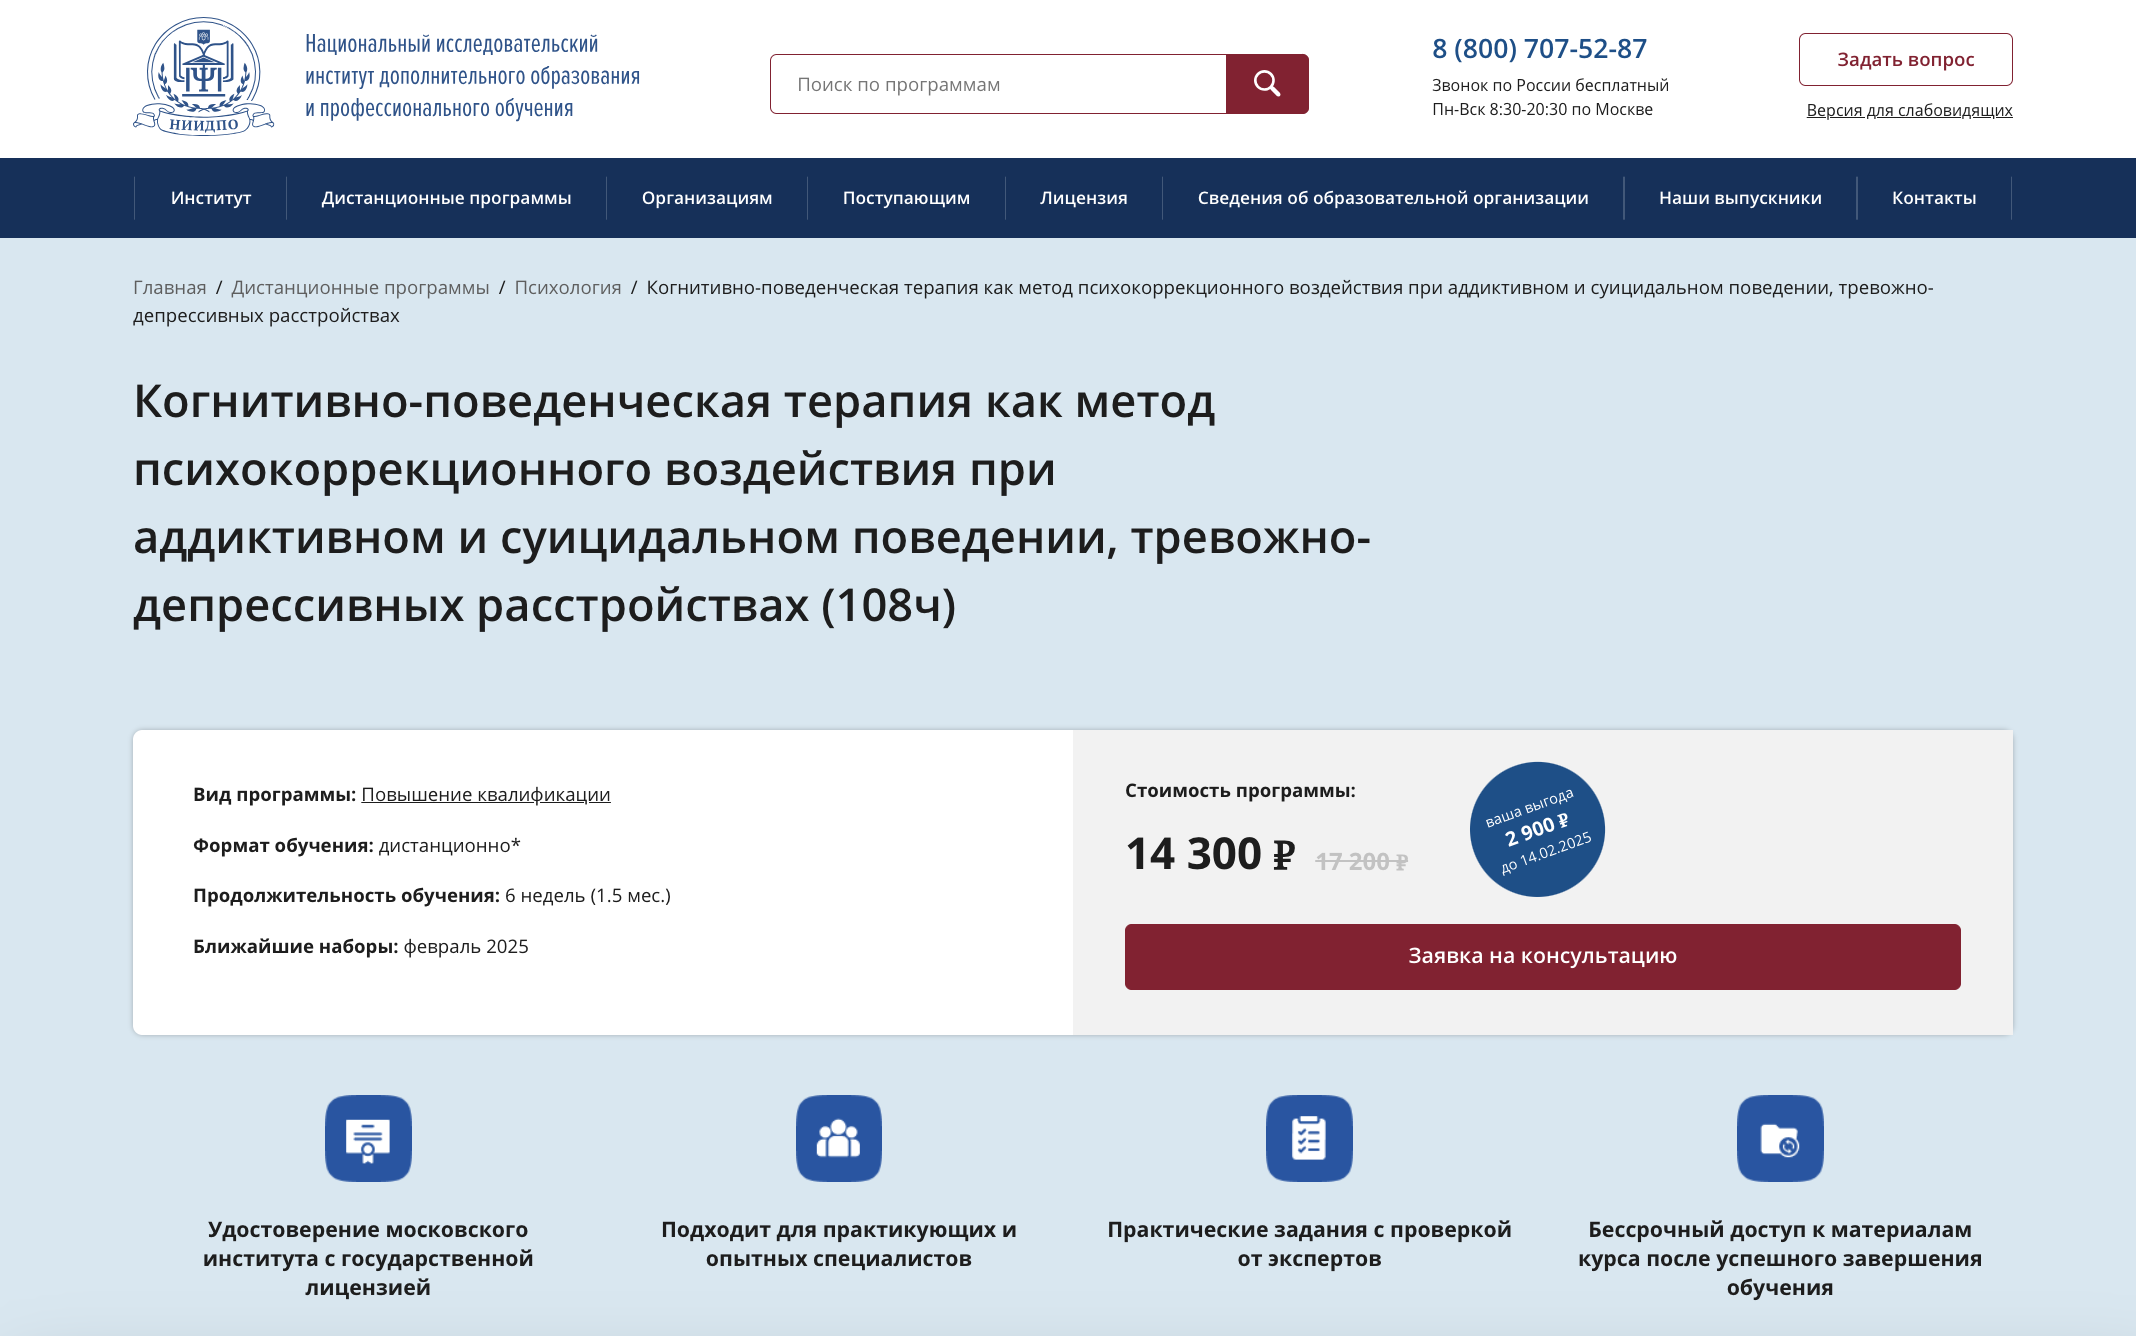 НИИДПО
Национальный исследовательский
институт дополнительного образования
и профессионального обучения
Поиск по программам
8 (800) 707-52-87
Звонок по России бесплатный
Пн-Вск 8:30-20:30 по Москве
Задать вопрос
Версия для слабовидящих
Институт
Дистанционные программы
Организациям
Поступающим
Лицензия
Сведения об образовательной организации
Наши выпускники
Контакты
Главная / Дистанционные программы / Психология / Когнитивно-поведенческая терапия как метод психокоррекционного воздействия при аддиктивном и суицидальном поведении, тревожно-
депрессивных расстройствах
Когнитивно-поведенческая терапия как метод
психокоррекционного воздействия при
аддиктивном и суицидальном поведении, тревожно-
депрессивных расстройствах (108ч)
Вид программы: Повышение квалификации
Формат обучения: дистанционно*
Продолжительность обучения: 6 недель (1.5 мес.)
Ближайшие наборы: февраль 2025
Стоимость программы:
14 300 ₽ 17 200 ₽
ваша выгода
2 900 ₽
до 14.02.2025
Заявка на консультацию
Удостоверение московского
института с государственной
лицензией
Подходит для практикующих и
опытных специалистов
Практические задания с проверкой
от экспертов
Бессрочный доступ к материалам
курса после успешного завершения
обучения